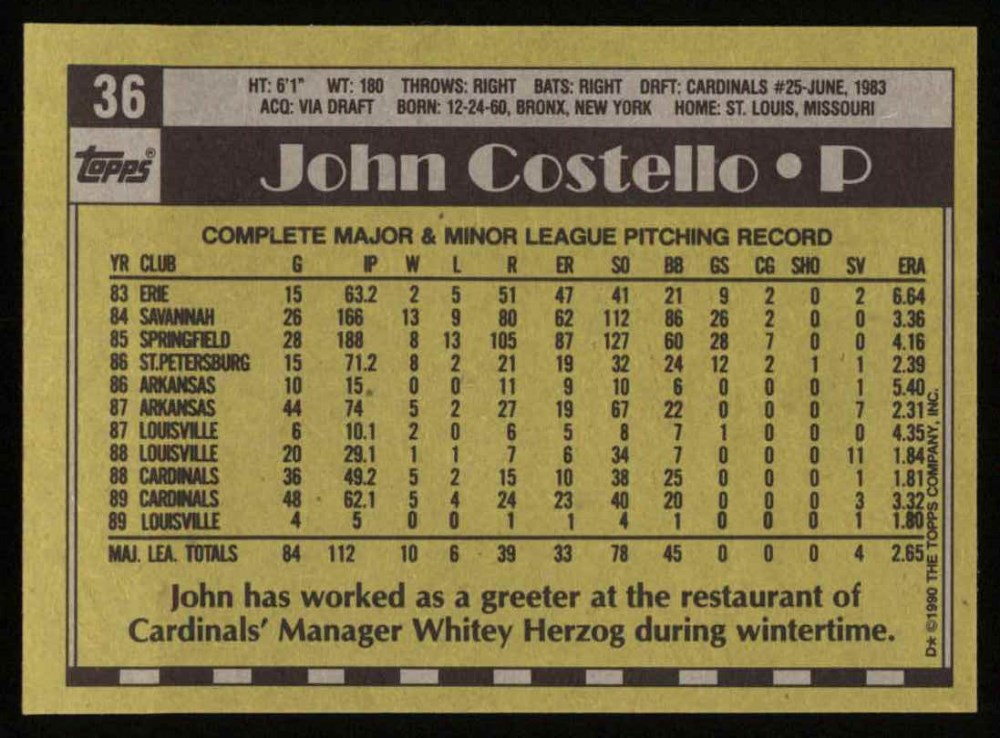 36
HT: 6'1" WT: 180 THROWS: RIGHT BATS: RIGHT DRFT: CARDINALS #25-JUNE, 1983
ACQ: VIA DRAFT BORN: 12-24-60, BRONX, NEW YORK HOME: ST. LOUIS, MISSOURI
TOPPS®
John Costello • P
COMPLETE MAJOR & MINOR LEAGUE PITCHING RECORD
YR CLUB G IP W L R ER SO BB GS CG SHO SV ERA
83 ERIE 15 63.2 2 5 51 47 41 21 9 2 0 2 6.64
84 SAVANNAH 26 166 13 9 80 62 112 86 26 2 0 0 3.36
85 SPRINGFIELD 28 188 8 13 105 87 127 60 28 7 0 0 4.16
86 ST.PETERSBURG 15 71.2 8 2 21 19 32 24 12 2 1 1 2.39
86 ARKANSAS 10 15 0 0 11 9 10 6 0 0 0 1 5.40
87 ARKANSAS 44 74 5 2 27 19 67 22 0 0 0 7 2.31
87 LOUISVILLE 6 10.1 2 0 6 5 8 7 1 0 0 0 4.35
88 LOUISVILLE 20 29.1 1 1 7 6 34 7 0 0 0 11 1.84
88 CARDINALS 36 49.2 5 2 15 10 38 25 0 0 0 1 1.81
89 CARDINALS 48 62.1 5 4 24 23 40 20 0 0 0 3 3.32
89 LOUISVILLE 4 5 0 0 1 1 4 1 0 0 0 1 1.80
MAJ. LEA. TOTALS 84 112 10 6 39 33 78 45 0 0 0 4 2.65
John has worked as a greeter at the restaurant of
Cardinals' Manager Whitey Herzog during wintertime.
D* ©1990 THE TOPPS COMPANY, INC.